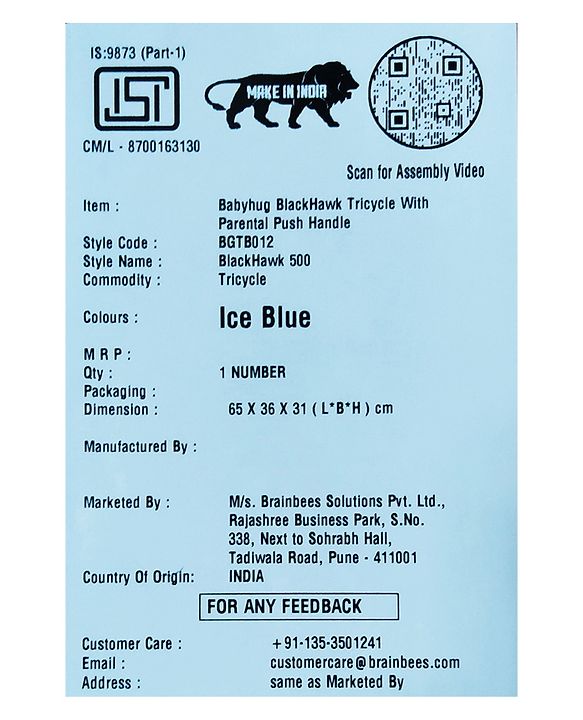 IS:9873 (Part-1)
ISI
MAKE IN INDIA
CM/L - 8700163130
Scan for Assembly Video
Item : Babyhug BlackHawk Tricycle With
Parental Push Handle
Style Code : BGTB012
Style Name : BlackHawk 500
Commodity : Tricycle
Colours : Ice Blue
M R P :
Qty : 1 NUMBER
Packaging :
Dimension : 65 X 36 X 31 ( L*B*H ) cm
Manufactured By :
Marketed By : M/s. Brainbees Solutions Pvt. Ltd.,
Rajashree Business Park, S.No.
338, Next to Sohrabh Hall,
Tadiwala Road, Pune - 411001
Country Of Origin: INDIA
FOR ANY FEEDBACK
Customer Care : +91-135-3501241
Email : customercare@brainbees.com
Address : same as Marketed By